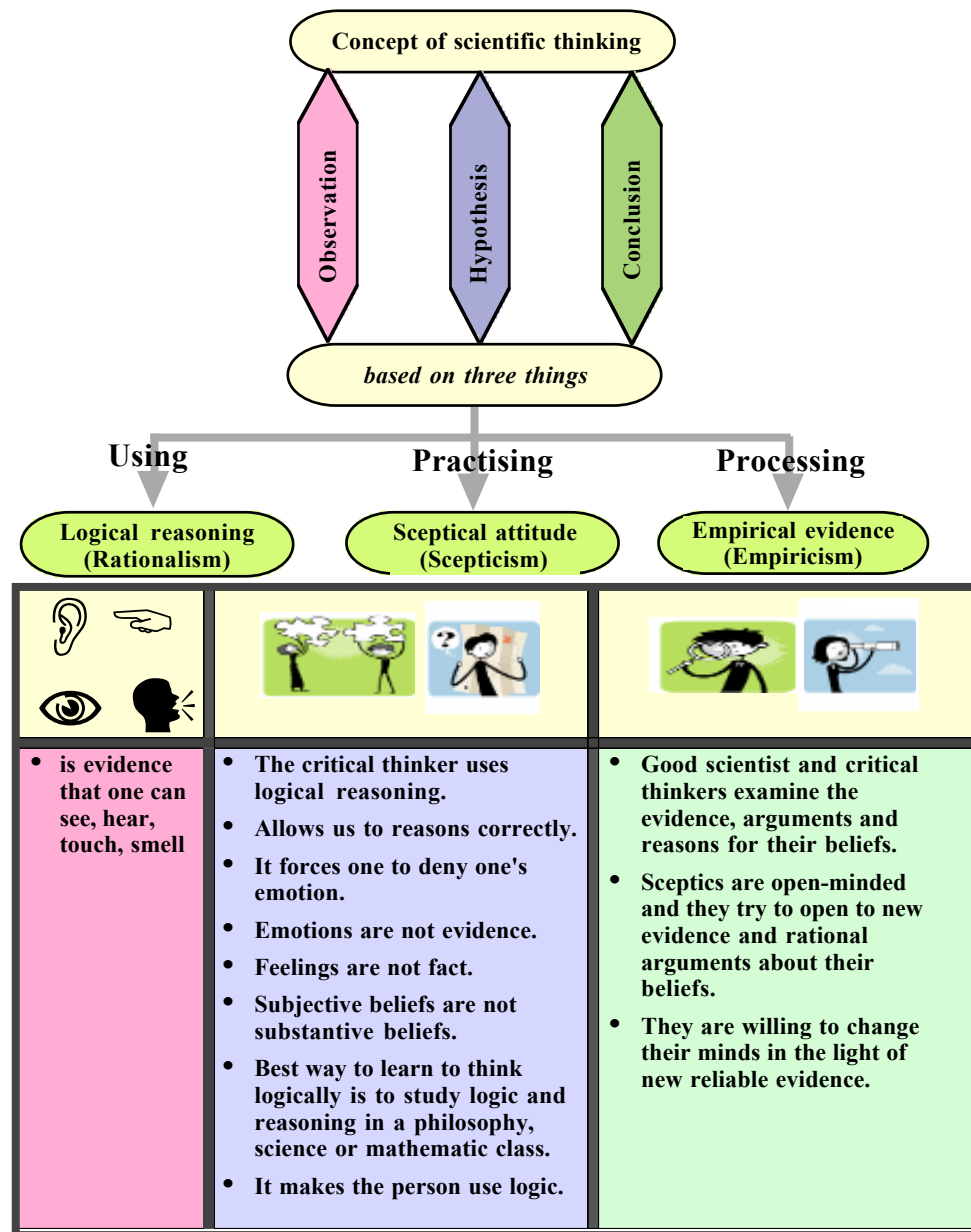 Concept of scientific thinking
Observation
Hypothesis
Conclusion
based on three things
Using
Practising
Processing
Logical reasoning
(Rationalism)
Sceptical attitude
(Scepticism)
Empirical evidence
(Empiricism)
?
• is evidence
that one can
see, hear,
touch, smell
• The critical thinker uses
logical reasoning.
• Allows us to reasons correctly.
• It forces one to deny one's
emotion.
• Emotions are not evidence.
• Feelings are not fact.
• Subjective beliefs are not
substantive beliefs.
• Best way to learn to think
logically is to study logic and
reasoning in a philosophy,
science or mathematic class.
• It makes the person use logic.
• Good scientist and critical
thinkers examine the
evidence, arguments and
reasons for their beliefs.
• Sceptics are open-minded
and they try to open to new
evidence and rational
arguments about their
beliefs.
• They are willing to change
their minds in the light of
new reliable evidence.